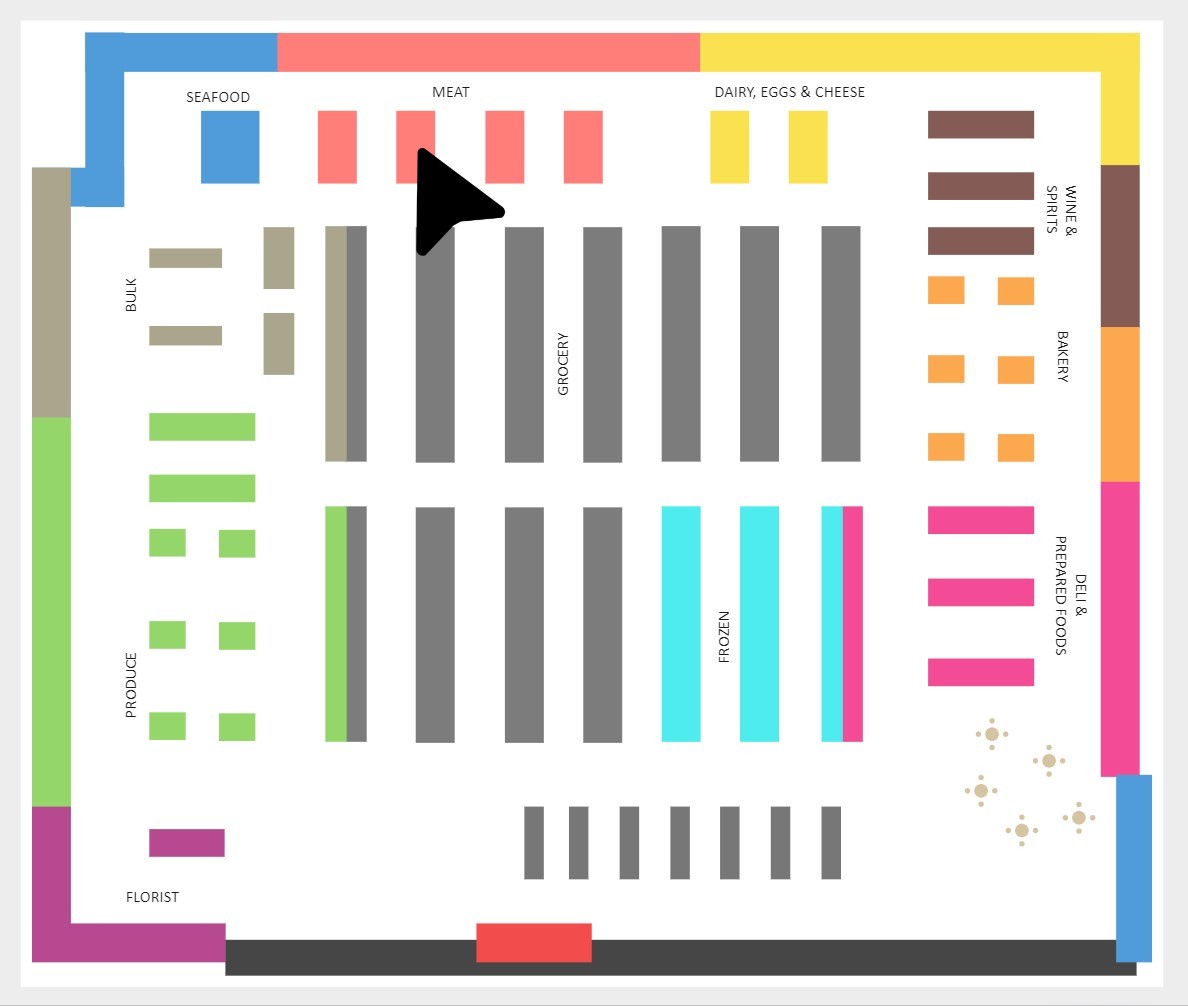 SEAFOOD
MEAT
DAIRY, EGGS & CHEESE
WINE &
SPIRITS
BULK
GROCERY
BAKERY
DELI &
PREPARED FOODS
FROZEN
PRODUCE
FLORIST